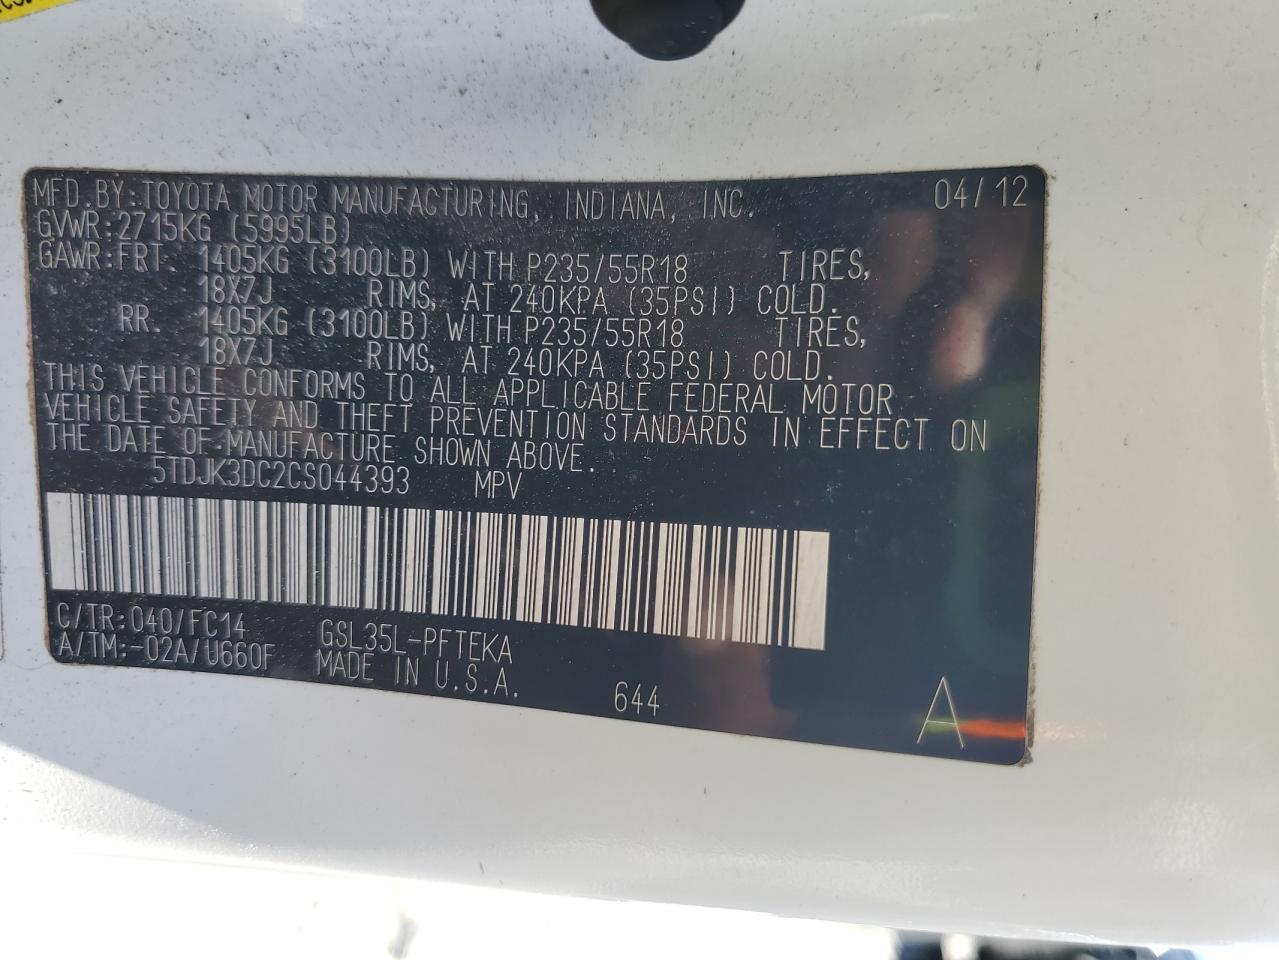 MFD.BY:TOYOTA MOTOR MANUFACTURING, INDIANA, INC. 04/12
GVWR:2715KG (5995LB)
GAWR:FRT. 1405KG (3100LB) WITH P235/55R18 TIRES,
18X7J RIMS, AT 240KPA (35PSI) COLD.
RR. 1405KG (3100LB) WITH P235/55R18 TIRES,
18X7J RIMS, AT 240KPA (35PSI) COLD.
THIS VEHICLE CONFORMS TO ALL APPLICABLE FEDERAL MOTOR
VEHICLE SAFETY AND THEFT PREVENTION STANDARDS IN EFFECT ON
THE DATE OF MANUFACTURE SHOWN ABOVE.
5TDJK3DC2CS044393 MPV
C/TR:040/FC14 GSL35L-PFTEKA
A/TM:-02A/U660F MADE IN U.S.A. 644 A